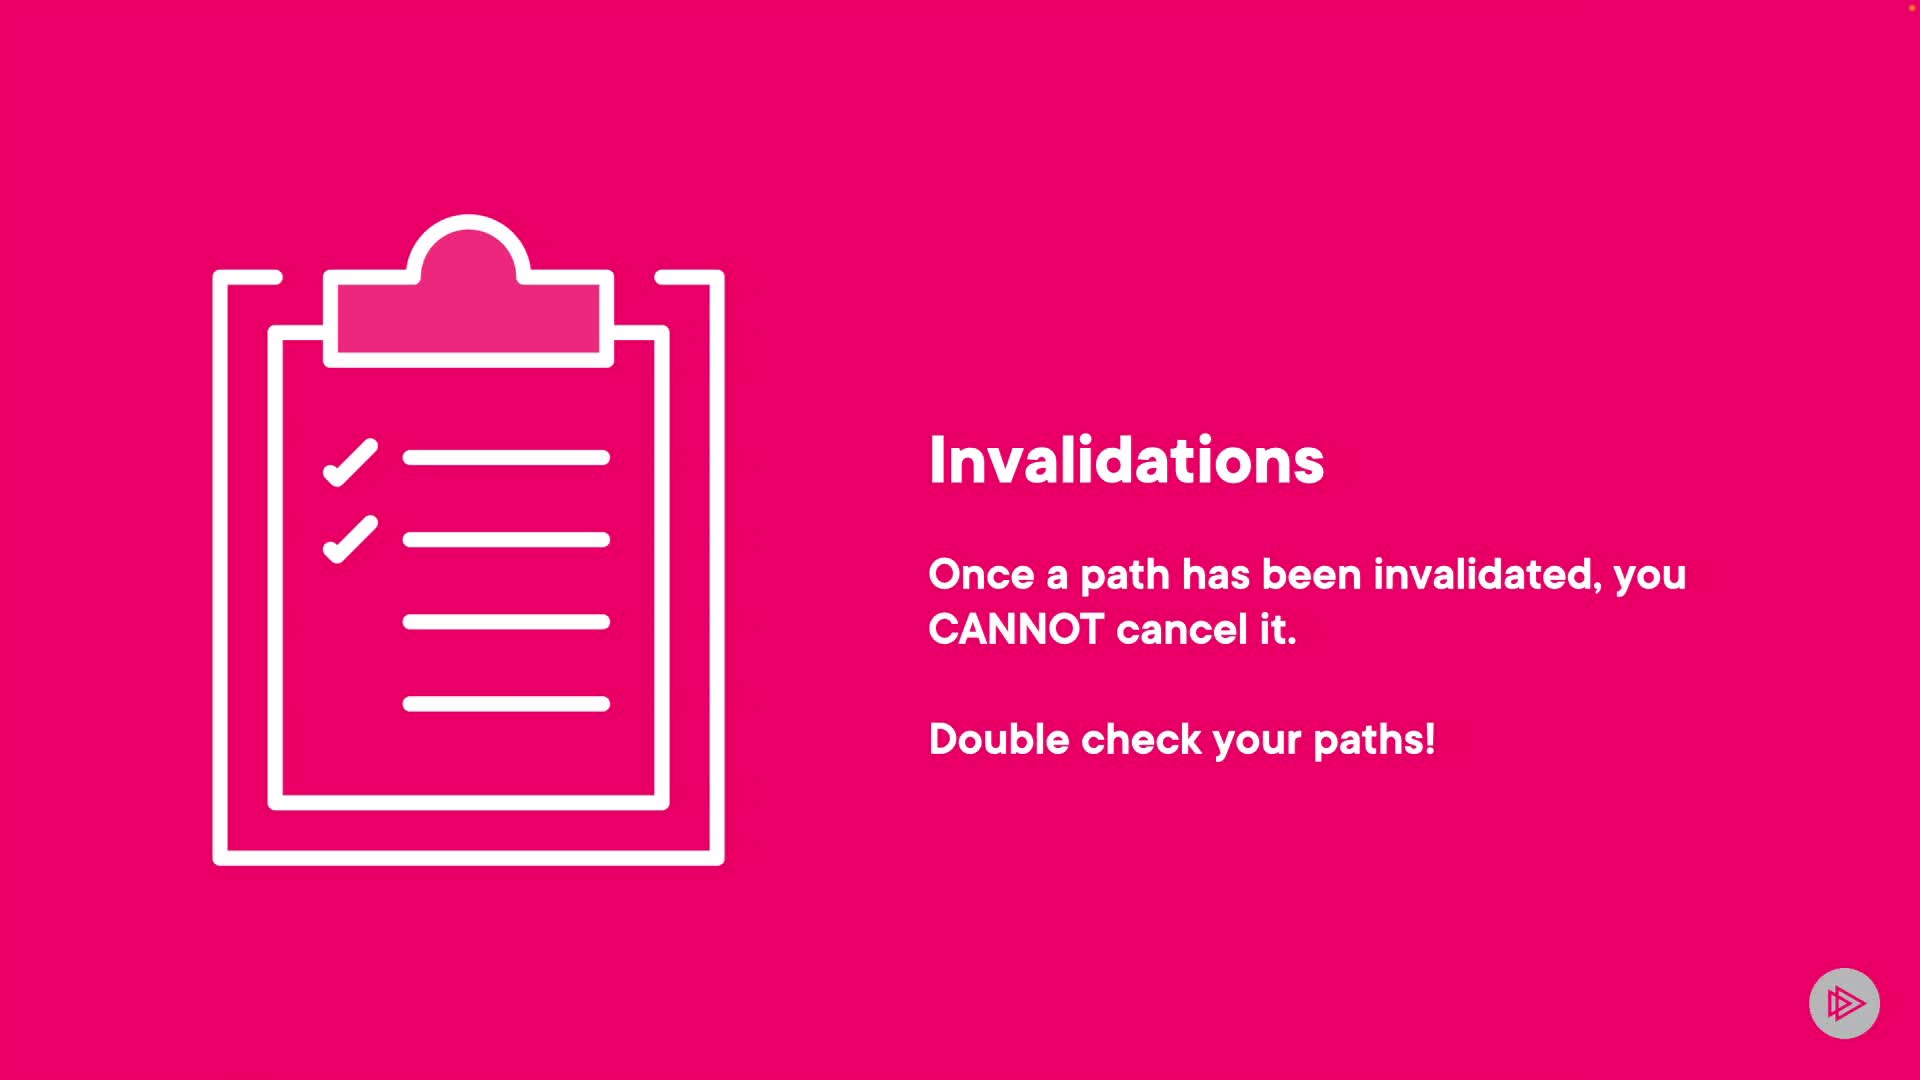 Invalidations
Once a path has been invalidated, you
CANNOT cancel it.
Double check your paths!